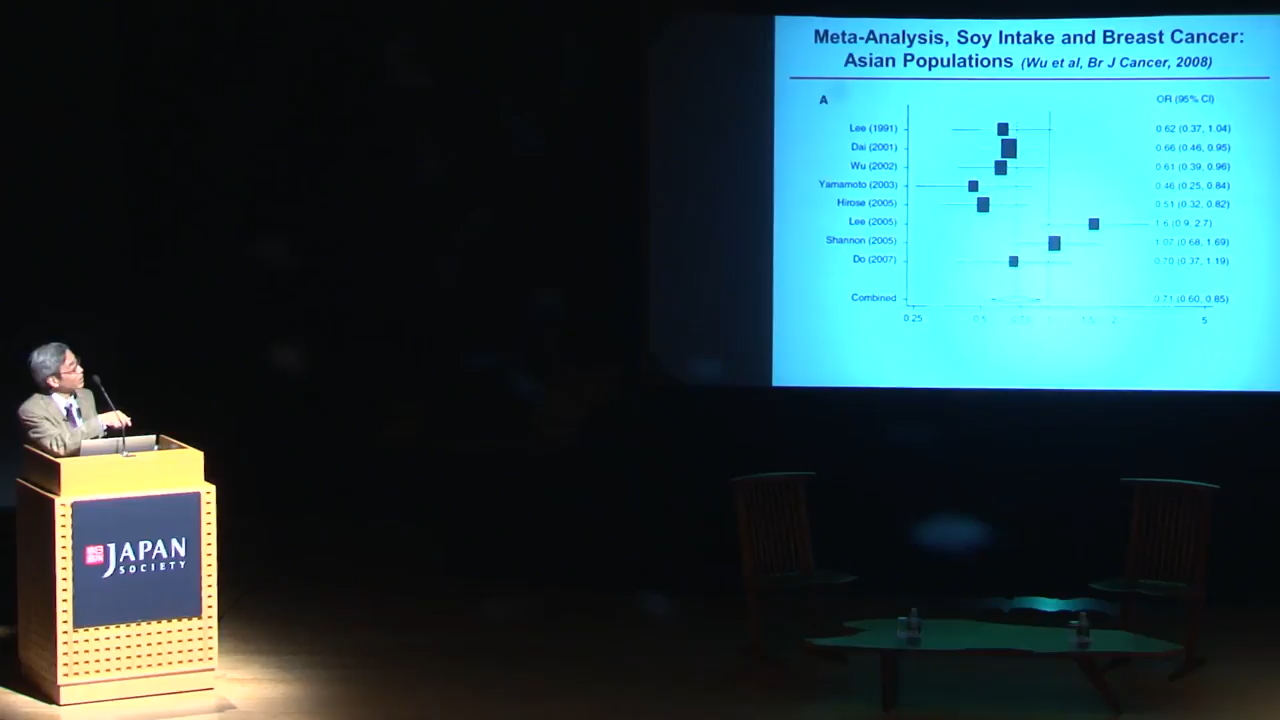 Meta-Analysis, Soy Intake and Breast Cancer:
Asian Populations (Wu et al, Br J Cancer, 2008)
A
OR (95% CI)
Lee (1991) 0.62 (0.37, 1.04)
Dai (2001) 0.66 (0.46, 0.95)
Wu (2002) 0.61 (0.39, 0.96)
Yamamoto (2003) 0.46 (0.25, 0.84)
Hirose (2005) 0.51 (0.32, 0.82)
Lee (2005) 1.6 (0.9, 2.7)
Shannon (2005) 1.07 (0.68, 1.69)
Do (2007) 0.70 (0.37, 1.19)
Combined 0.71 (0.60, 0.85)
0.25 0.5 2 5
JAPAN
SOCIETY